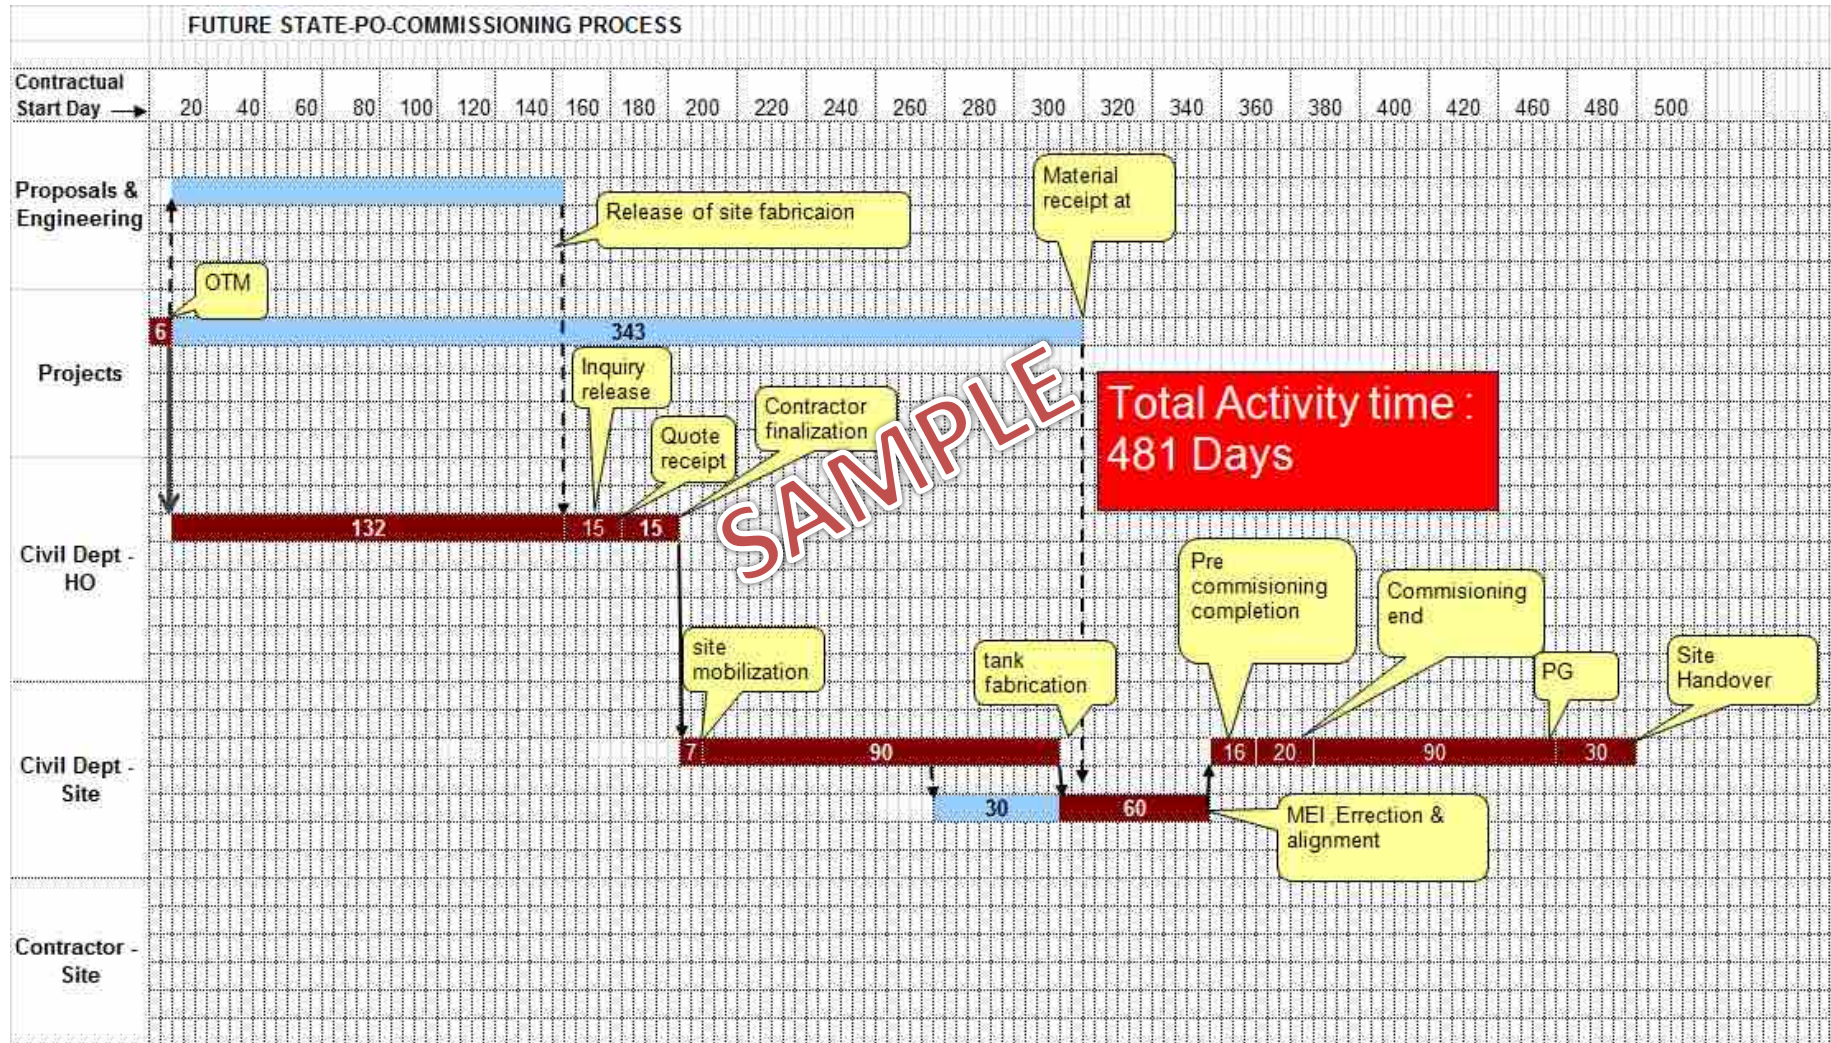 FUTURE STATE-PO-COMMISSIONING PROCESS
Contractual
Start Day
20 40 60 80 100 120 140 160 180 200 220 240 260 280 300 320 340 360 380 400 420 460 480 500
Proposals &
Engineering
Release of site fabricaion
Material
receipt at
OTM
6
343
Projects
Inquiry
release
Quote
receipt
Contractor
finalization
SAMPLE
Total Activity time :
481 Days
132 15 15
Civil Dept -
HO
Pre
commisioning
completion
Commisioning
end
site
mobilization
tank
fabrication
PG
Site
Handover
7 90 16 20 90 30
Civil Dept -
Site
30 60
MEI ,Errection &
alignment
Contractor -
Site